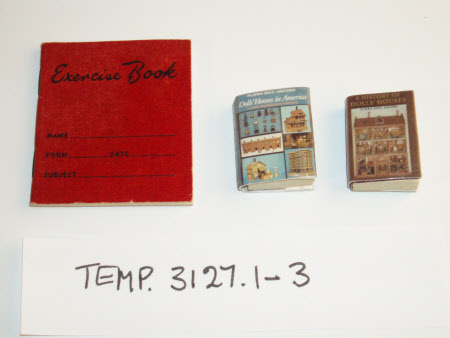 Exercise Book
NAME
FORM DATE
SUBJECT
Dolls' Houses in America
A HISTORY OF
DOLLS' HOUSES
TEMP. 3127.1-3